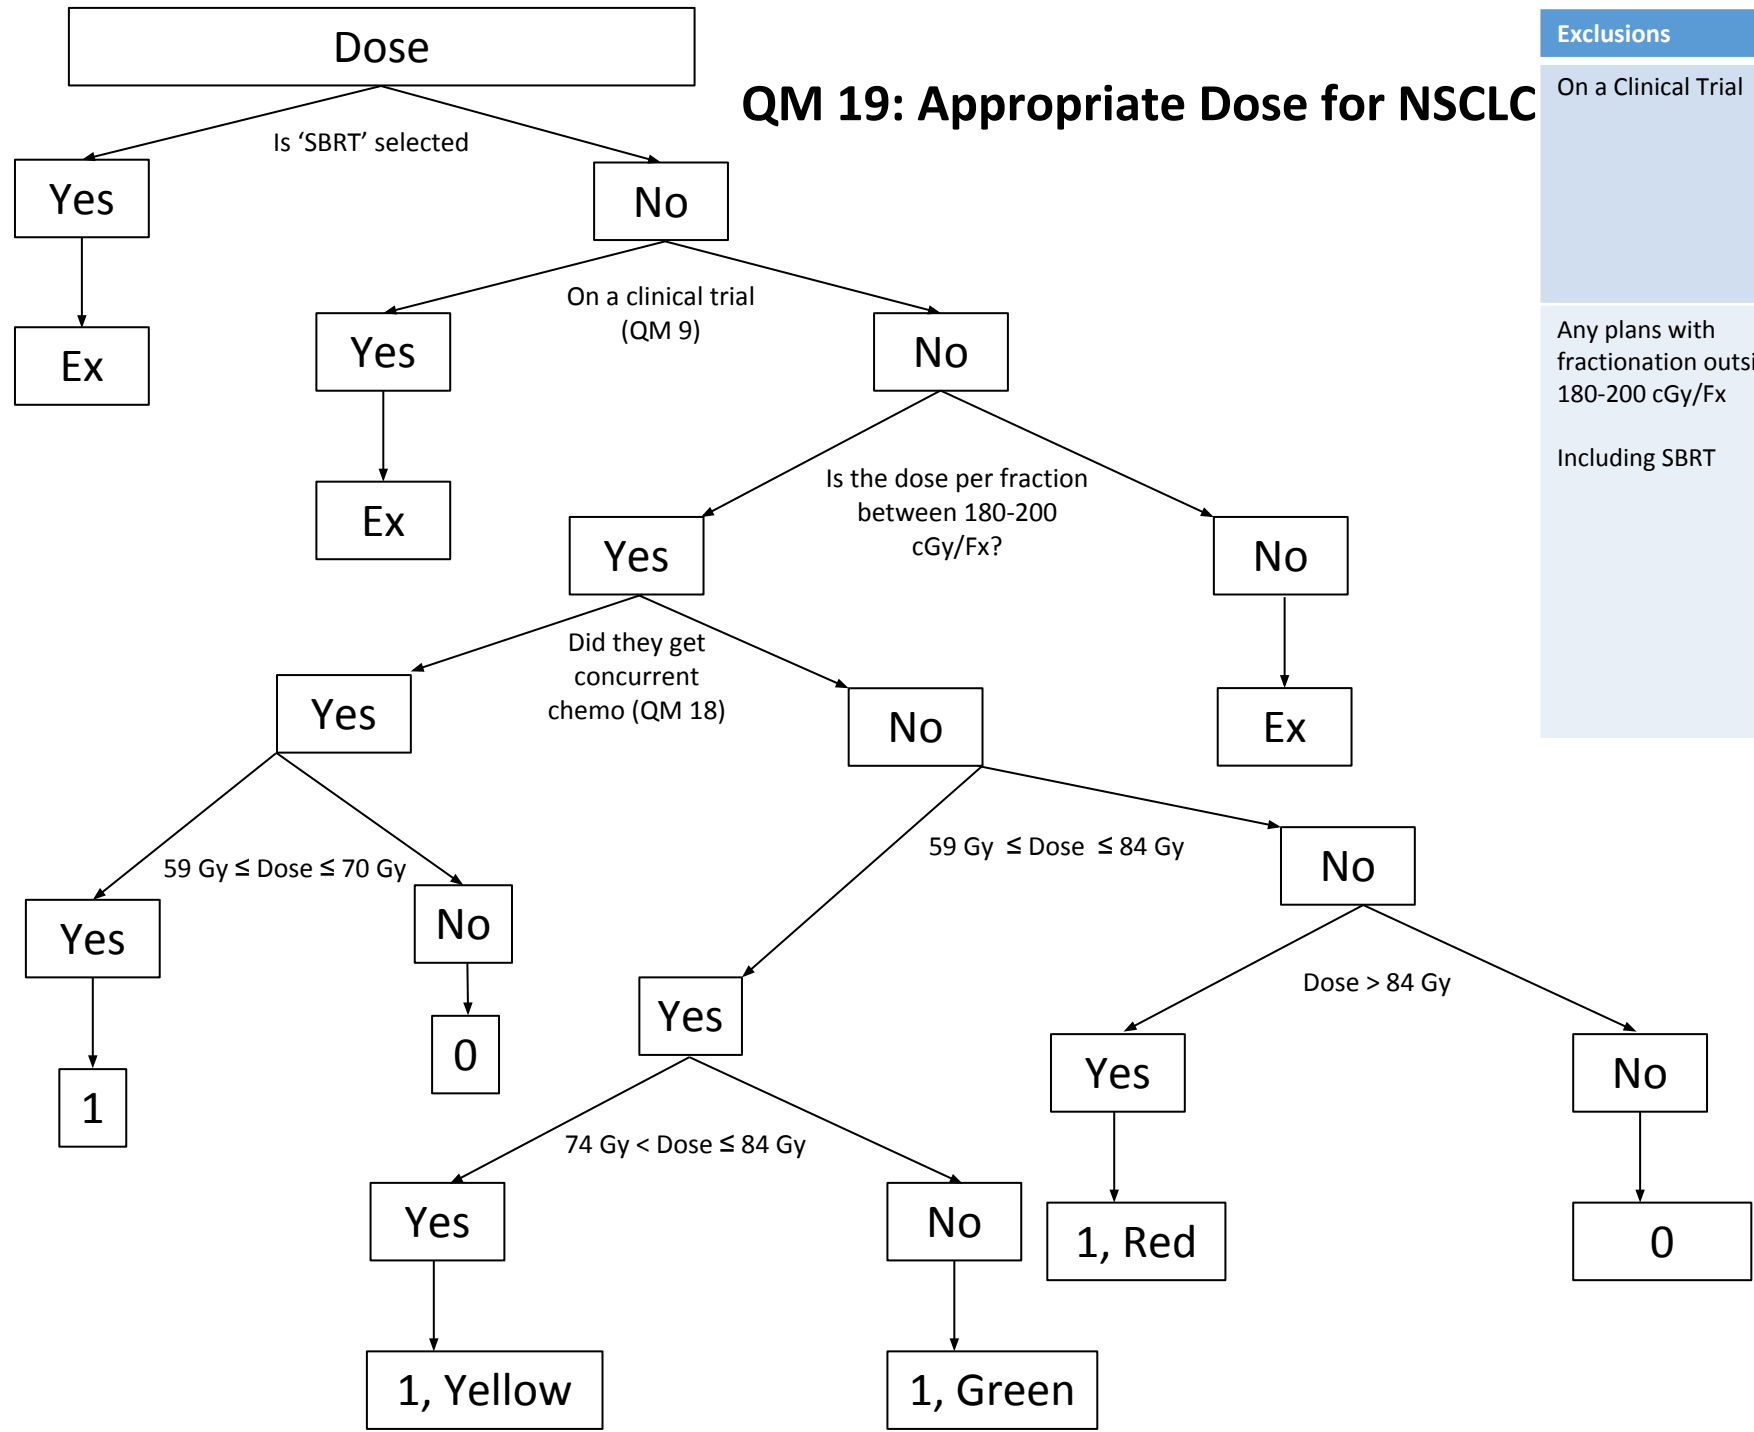 Dose
QM 19: Appropriate Dose for NSCLC
Exclusions
On a Clinical Trial
Any plans with
fractionation
180-200 cGy/Fx
Including SBRT
Is ‘SBRT’ selected
Yes
No
Ex
On a clinical trial
(QM 9)
Yes
No
Ex
Is the dose per fraction
between 180-200
cGy/Fx?
Yes
No
Ex
Did they get
concurrent
chemo (QM 18)
Yes
No
59 Gy ≤ Dose ≤ 70 Gy
Yes
No
1
0
59 Gy ≤ Dose ≤ 84 Gy
Yes
No
74 Gy < Dose ≤ 84 Gy
Yes
No
1, Yellow
1, Green
Dose > 84 Gy
Yes
No
1, Red
0